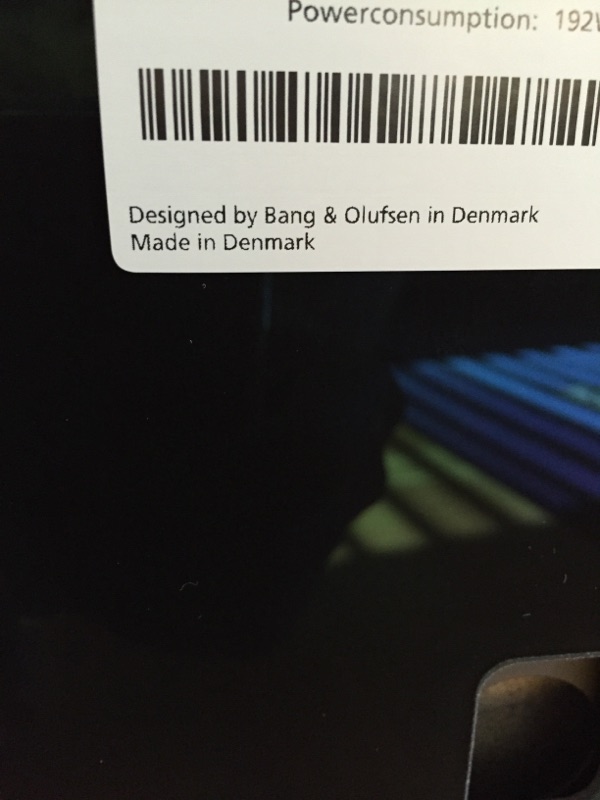 Powerconsumption: 192W
Designed by Bang & Olufsen in Denmark
Made in Denmark